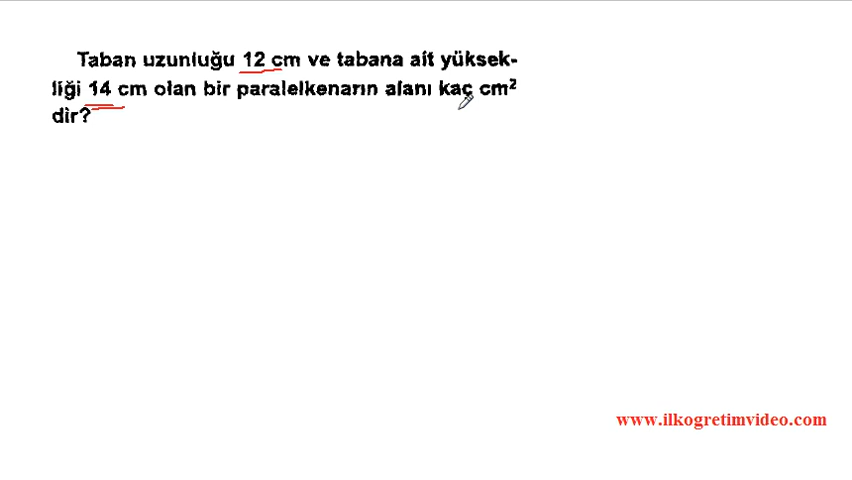 Taban uzunluğu 12 cm ve tabana ait yüksek-
liği 14 cm olan bir paralelkenarın alanı kaç cm²
dir?
www.ilkogretimvideo.com